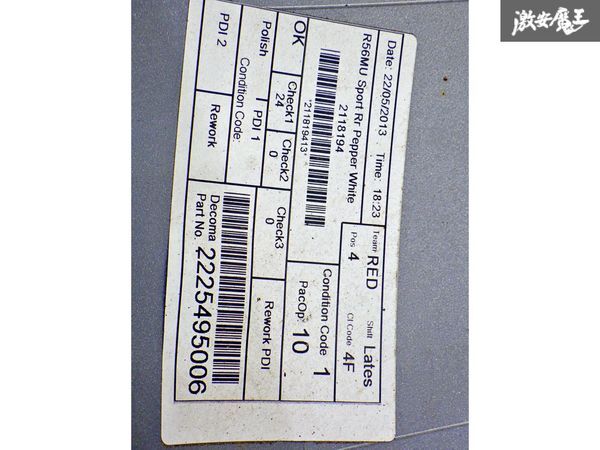 激安魔王
Date: 22/05/2013 Time: 18:23
Team RED Shift Lates
R56MU Sport Rr Pepper White
2118194
Pos 4 Cl Code 4F
*211819413*
Condition Code 1
PacOp: 10
OK Check1 24 Check2 0 Check3 0 Rework PDI
Polish / PDI 1
Condition Code:
PDI 2 Rework
Decoma
Part No. 2225495006